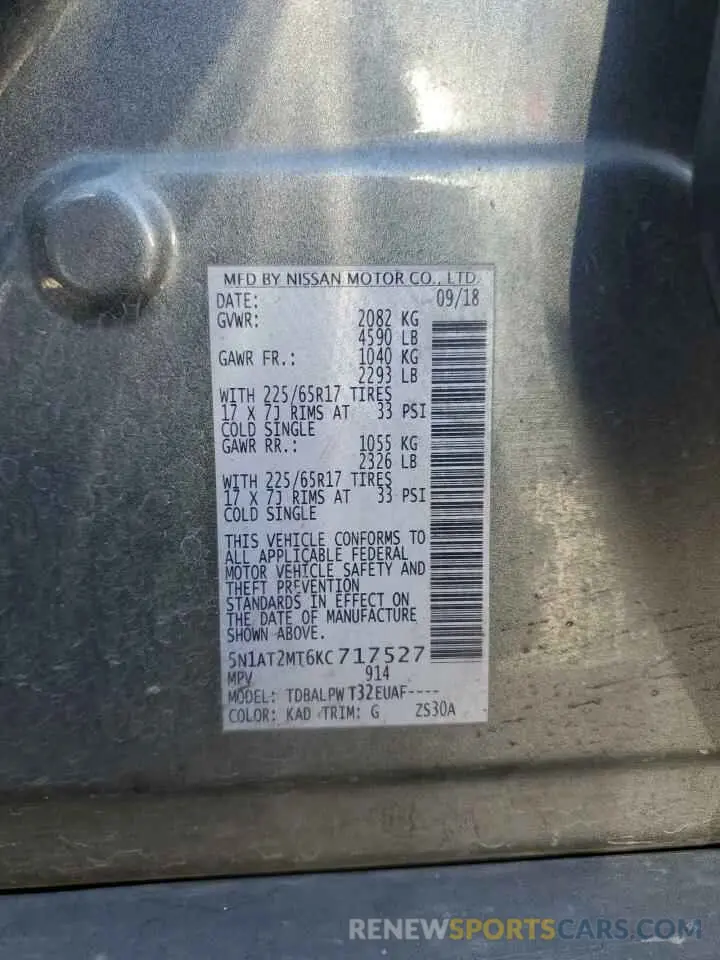 MFD BY NISSAN MOTOR CO., LTD.
DATE: 09/18
GVWR: 2082 KG
4590 LB
GAWR FR.: 1040 KG
2293 LB
WITH 225/65R17 TIRES
17 X 7J RIMS AT 33 PSI
COLD SINGLE
GAWR RR.: 1055 KG
2326 LB
WITH 225/65R17 TIRES
17 X 7J RIMS AT 33 PSI
COLD SINGLE
THIS VEHICLE CONFORMS TO
ALL APPLICABLE FEDERAL
MOTOR VEHICLE SAFETY AND
THEFT PREVENTION
STANDARDS IN EFFECT ON
THE DATE OF MANUFACTURE
SHOWN ABOVE.
5N1AT2MT6KC717527
MPV 914
MODEL: TDBALPW T32EUAF----
COLOR: KAD TRIM: G ZS30A
RENEWSPORTSCARS.COM